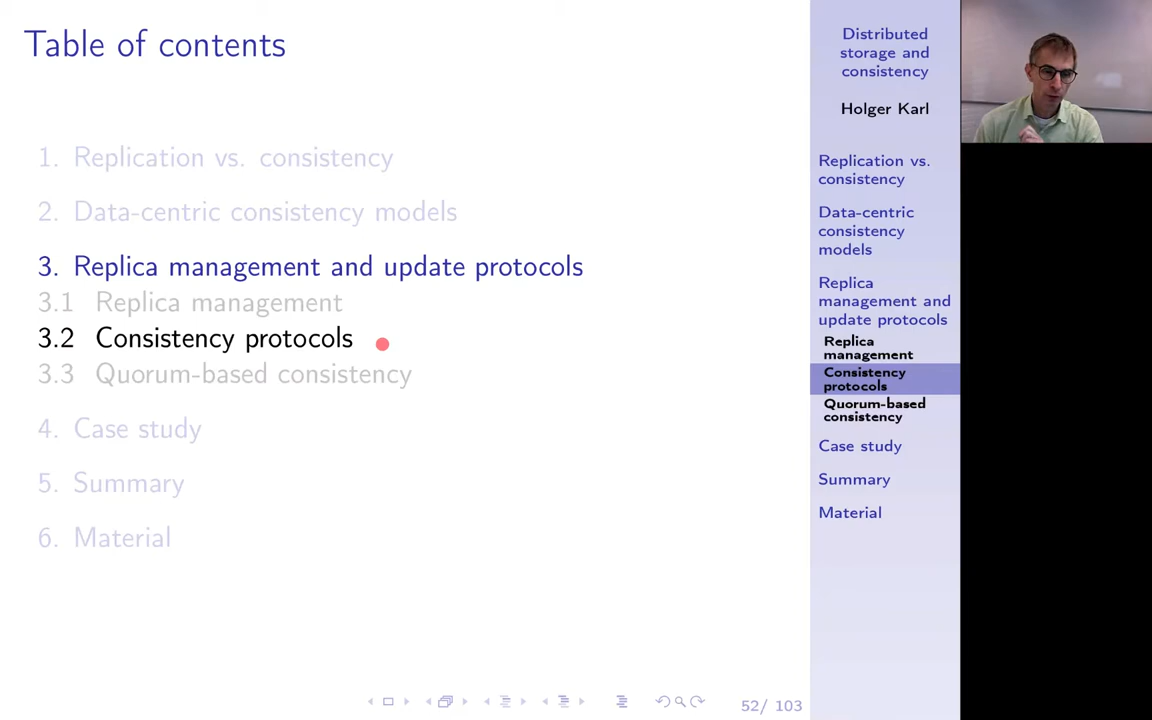 Table of contents
1. Replication vs. consistency
2. Data-centric consistency models
3. Replica management and update protocols
3.1 Replica management
3.2 Consistency protocols
3.3 Quorum-based consistency
4. Case study
5. Summary
6. Material
52/ 103
Distributed
storage and
consistency
Holger Karl
Replication vs.
consistency
Data-centric
consistency
models
Replica
management and
update protocols
Replica
management
Consistency
protocols
Quorum-based
consistency
Case study
Summary
Material